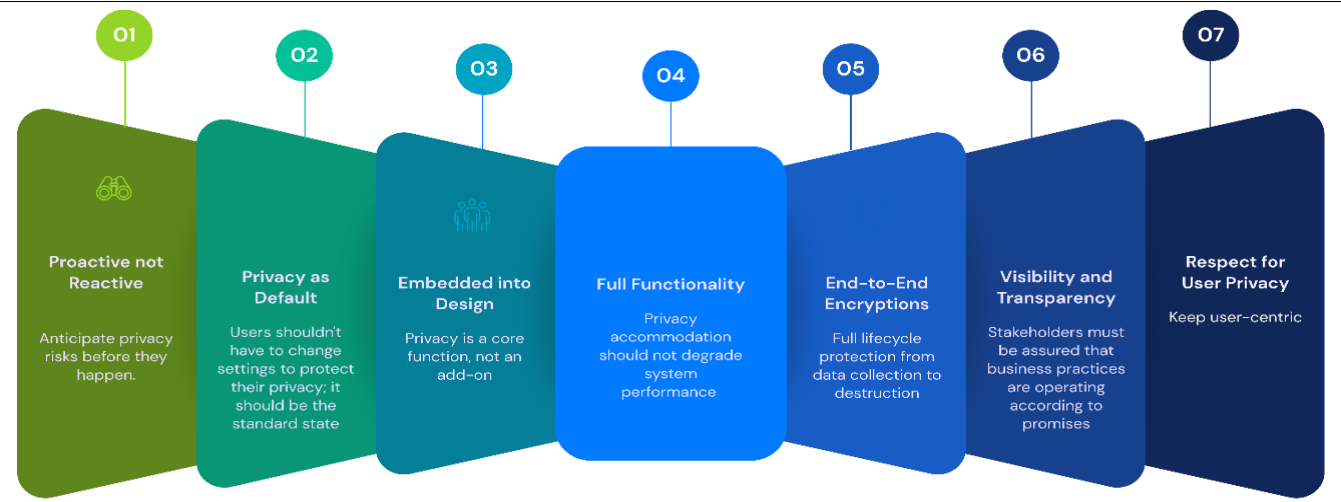 01
Proactive not
Reactive
Anticipate privacy
risks before they
happen.
02
Privacy as
Default
Users shouldn't
have to change
settings to protect
their privacy; it
should be the
standard state
03
Embedded into
Design
Privacy is a core
function, not an
add-on
04
Full Functionality
Privacy
accommodation
should not degrade
system
performance
05
End-to-End
Encryptions
Full lifecycle
protection from
data collection to
destruction
06
Visibility and
Transparency
Stakeholders must
be assured that
business practices
are operating
according to
promises
07
Respect for
User Privacy
Keep user-centric